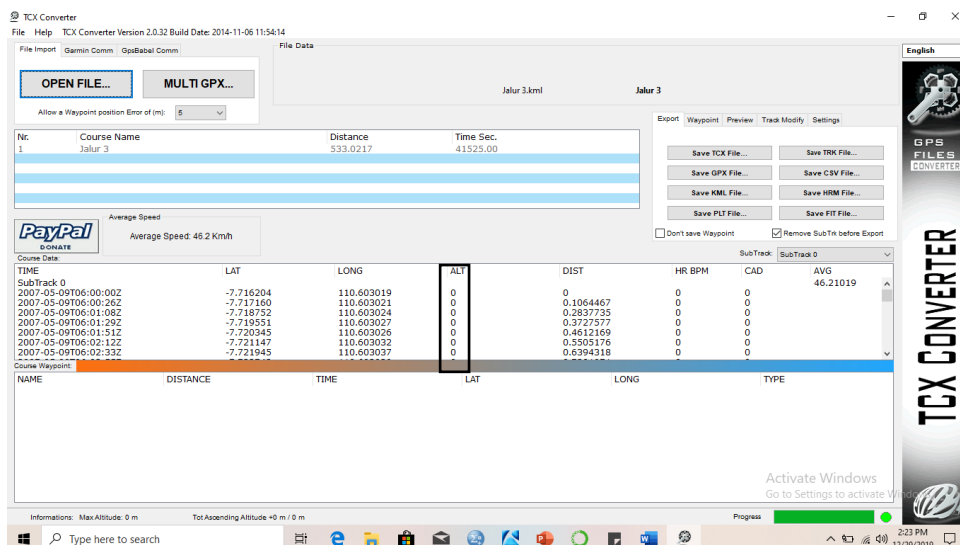 TCX Converter
File Help TCX Converter Version 2.0.32 Build Date: 2014-11-06 11:54:14
File Import Garmin Comm GpsBabel Comm
File Data
English
OPEN FILE... MULTI GPX...
Jalur 3.kml Jalur 3
Allow a Waypoint position Error of (m): 5
Export Waypoint Preview Track Modify Settings
Nr. Course Name Distance Time Sec.
1 Jalur 3 533.0217 41525.00
Save TCX File... Save TRK File...
Save GPX File... Save CSV File...
Save KML File... Save HRM File...
Save PLT File... Save FIT File...
Don't save Waypoint Remove SubTrk before Export
GPS
FILES
CONVERTER
PayPal
DONATE
Average Speed
Average Speed: 46.2 Km/h
SubTrack: SubTrack 0
Course Data:
TIME LAT LONG ALT DIST HR BPM CAD AVG
SubTrack 0 46.21019
2007-05-09T06:00:00Z -7.716204 110.603019 0 0 0 0
2007-05-09T06:00:26Z -7.717160 110.603021 0 0.1064467 0 0
2007-05-09T06:01:08Z -7.718752 110.603024 0 0.2837735 0 0
2007-05-09T06:01:29Z -7.719551 110.603027 0 0.3727577 0 0
2007-05-09T06:01:51Z -7.720345 110.603026 0 0.4612169 0 0
2007-05-09T06:02:12Z -7.721147 110.603032 0 0.5505176 0 0
2007-05-09T06:02:33Z -7.721945 110.603037 0 0.6394318 0 0
Course Waypoint:
NAME DISTANCE TIME LAT LONG TYPE
TCX CONVERTER
Activate Windows
Go to Settings to activate Windo
Informations: Max Altitude: 0 m Tot Ascending Altitude +0 m / 0 m Progress
Type here to search
2:23 PM
12/20/2019